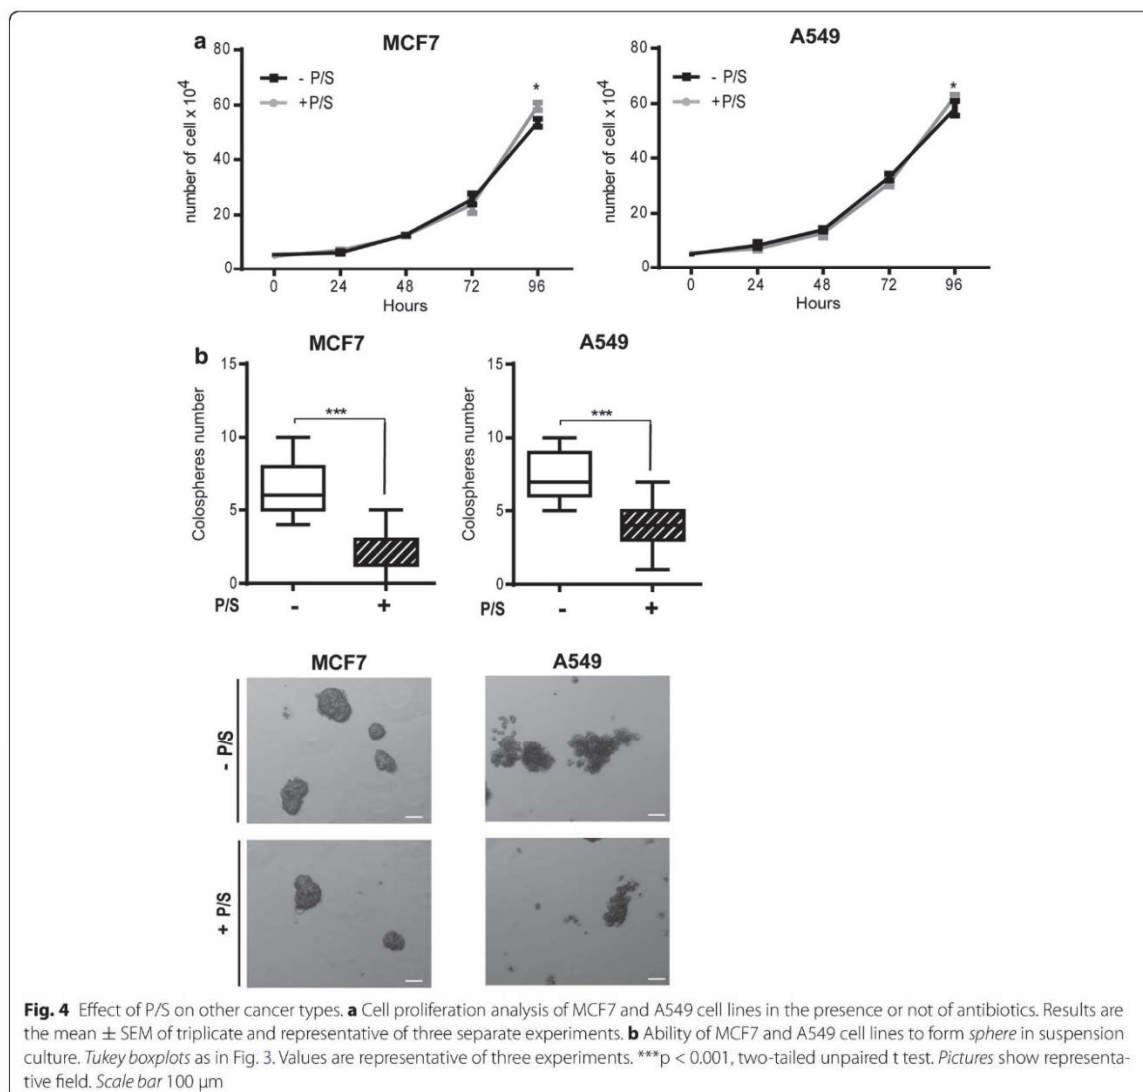 a
MCF7
80
60
40
20
0
number of cell x 10⁴
- P/S
+P/S
*
0 24 48 72 96
Hours
A549
80
60
40
20
0
number of cell x 10⁴
- P/S
+P/S
*
0 24 48 72 96
Hours
b
MCF7
15
10
5
0
Colospheres number
***
P/S - +
A549
15
10
5
0
Colospheres number
***
P/S - +
MCF7
A549
- P/S
+ P/S
Fig. 4 Effect of P/S on other cancer types. a Cell proliferation analysis of MCF7 and A549 cell lines in the presence or not of antibiotics. Results are
the mean ± SEM of triplicate and representative of three separate experiments. b Ability of MCF7 and A549 cell lines to form sphere in suspension
culture. Tukey boxplots as in Fig. 3. Values are representative of three experiments. ***p < 0.001, two-tailed unpaired t test. Pictures show representa-
tive field. Scale bar 100 μm